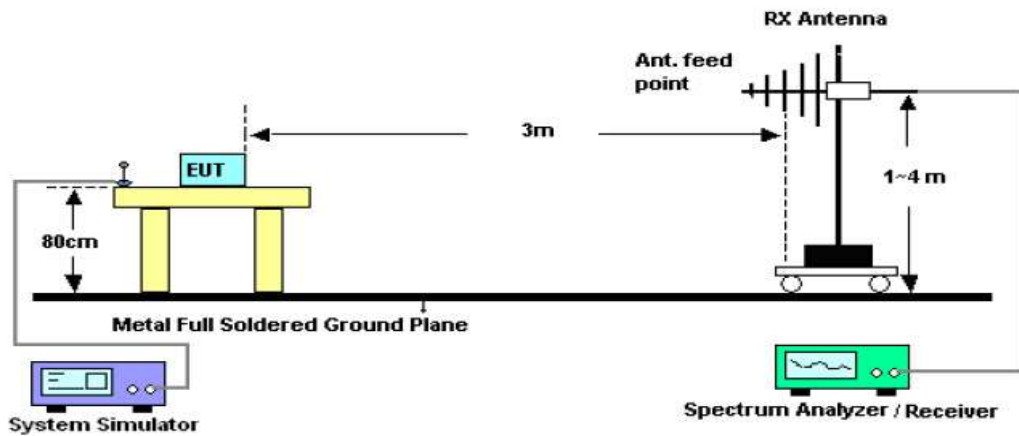 RX Antenna
Ant. feed
point
3m
EUT
1~4 m
80cm
Metal Full Soldered Ground Plane
System Simulator
Spectrum Analyzer / Receiver